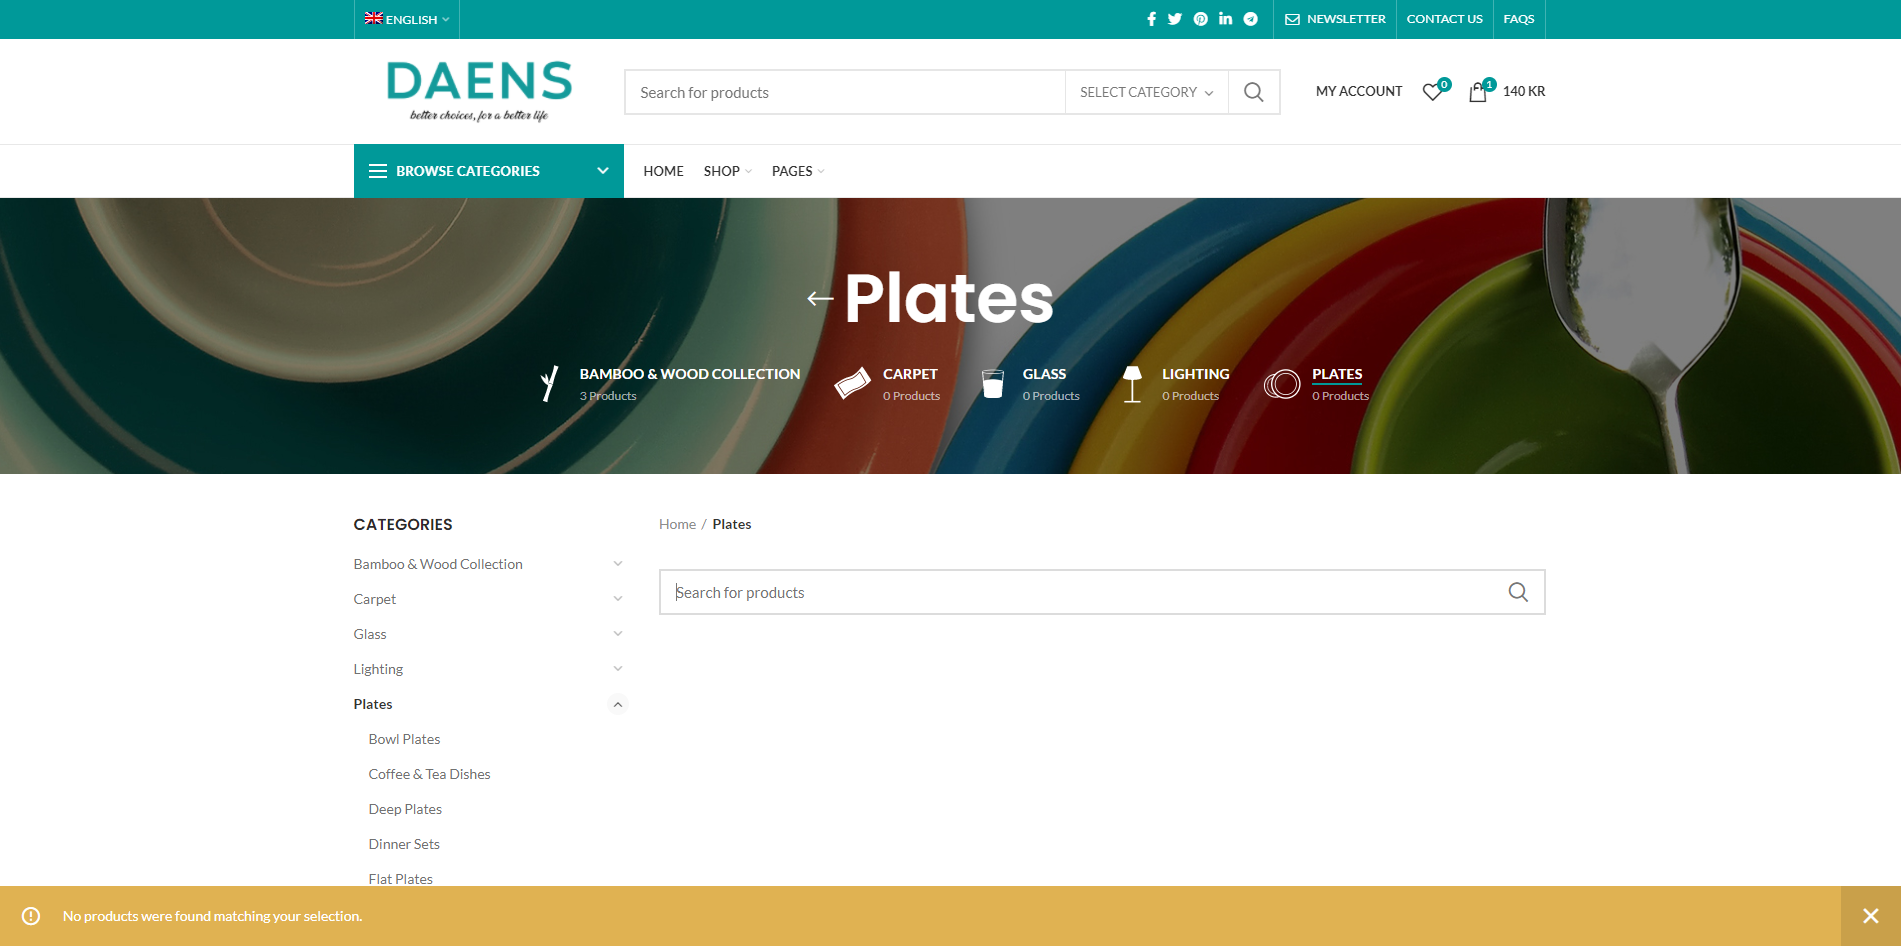 ENGLISH
NEWSLETTER
CONTACT US
FAQS
DAENS
better choices, for a better life
Search for products
SELECT CATEGORY
MY ACCOUNT
0
1
140 KR
BROWSE CATEGORIES
HOME
SHOP
PAGES
Plates
BAMBOO & WOOD COLLECTION
3 Products
CARPET
0 Products
GLASS
0 Products
LIGHTING
0 Products
PLATES
0 Products
CATEGORIES
Bamboo & Wood Collection
Carpet
Glass
Lighting
Plates
Bowl Plates
Coffee & Tea Dishes
Deep Plates
Dinner Sets
Flat Plates
Home / Plates
Search for products
No products were found matching your selection.